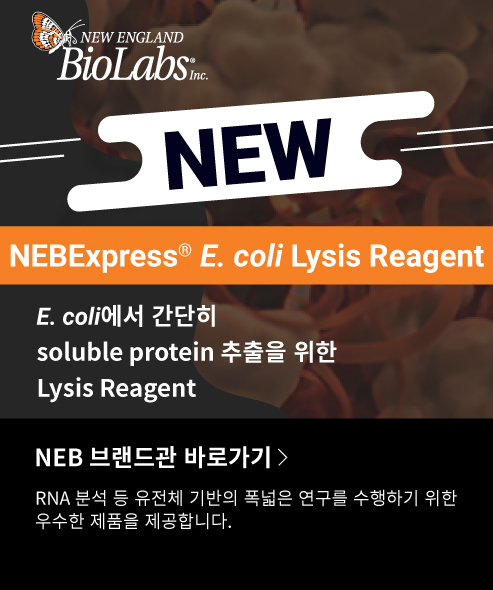 NEW ENGLAND
BioLabs® Inc.
NEW
NEBExpress® E. coli Lysis Reagent
E. coli에서 간단히
soluble protein 추출을 위한
Lysis Reagent
NEB 브랜드관 바로가기 >
RNA 분석 등 유전체 기반의 폭넓은 연구를 수행하기 위한
우수한 제품을 제공합니다.